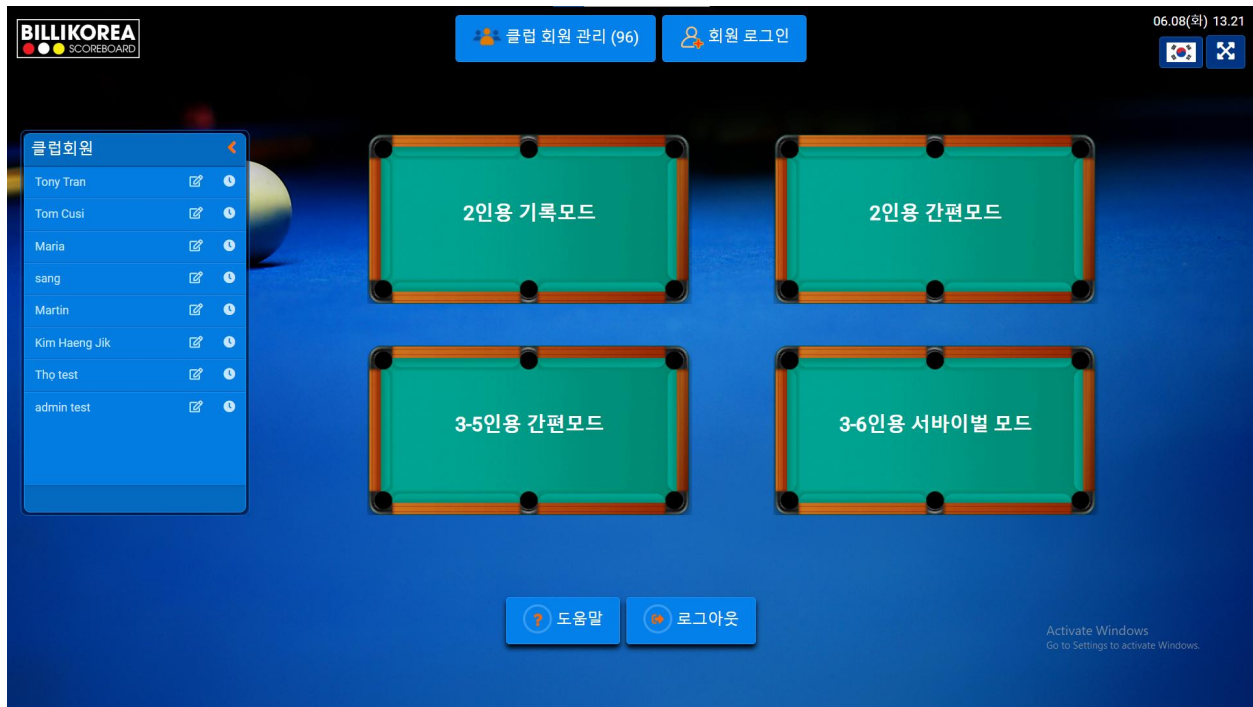 BILLIKOREA
SCOREBOARD
클럽 회원 관리 (96)
회원 로그인
06.08(화) 13.21
클럽회원
Tony Tran
Tom Cusi
Maria
sang
Martin
Kim Haeng Jik
Thọ test
admin test
2인용 기록모드
2인용 간편모드
3-5인용 간편모드
3-6인용 서바이벌 모드
? 도움말
로그아웃
Activate Windows
Go to Settings to activate Windows.